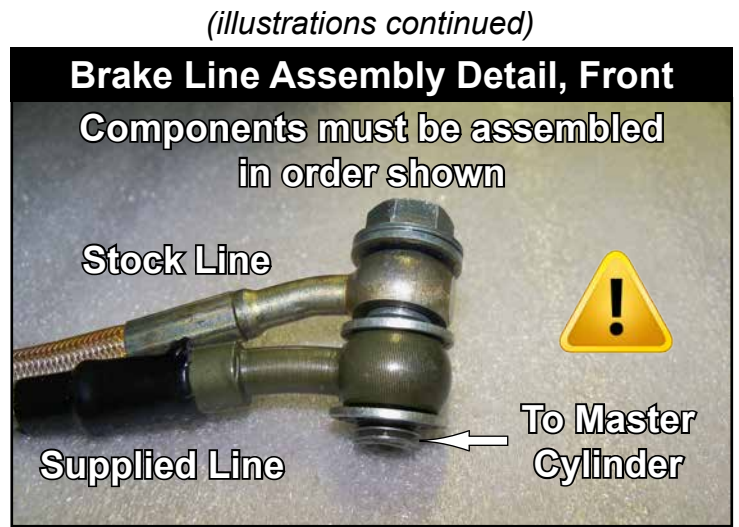 (illustrations continued)
Brake Line Assembly Detail, Front
Components must be assembled
in order shown
Stock Line
To Master
Cylinder
Supplied Line